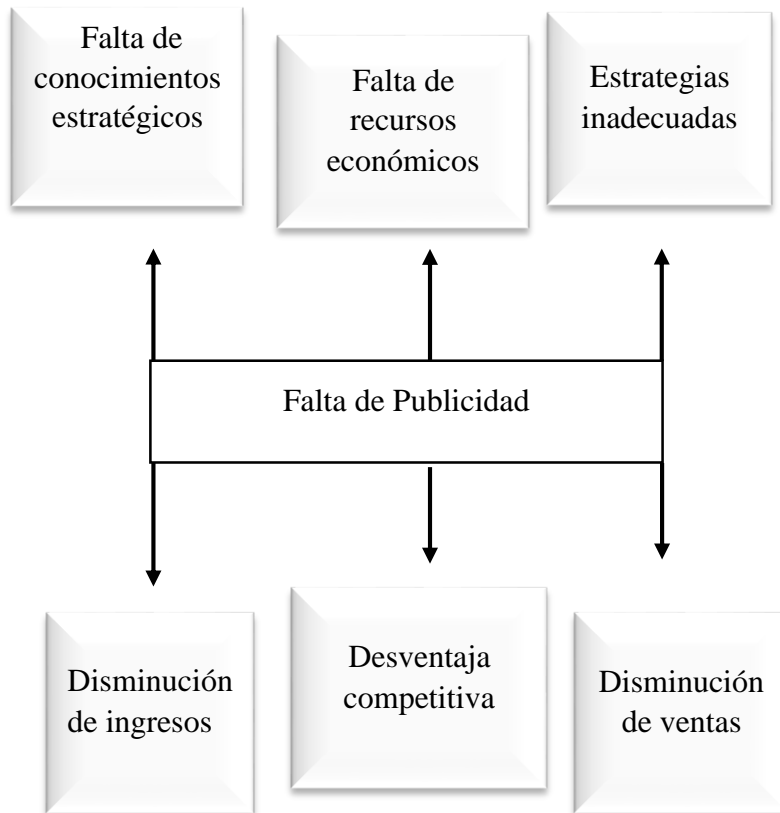 Falta de
conocimientos
estratégicos
Falta de
recursos
económicos
Estrategias
inadecuadas
Falta de Publicidad
Disminución
de ingresos
Desventaja
competitiva
Disminución
de ventas